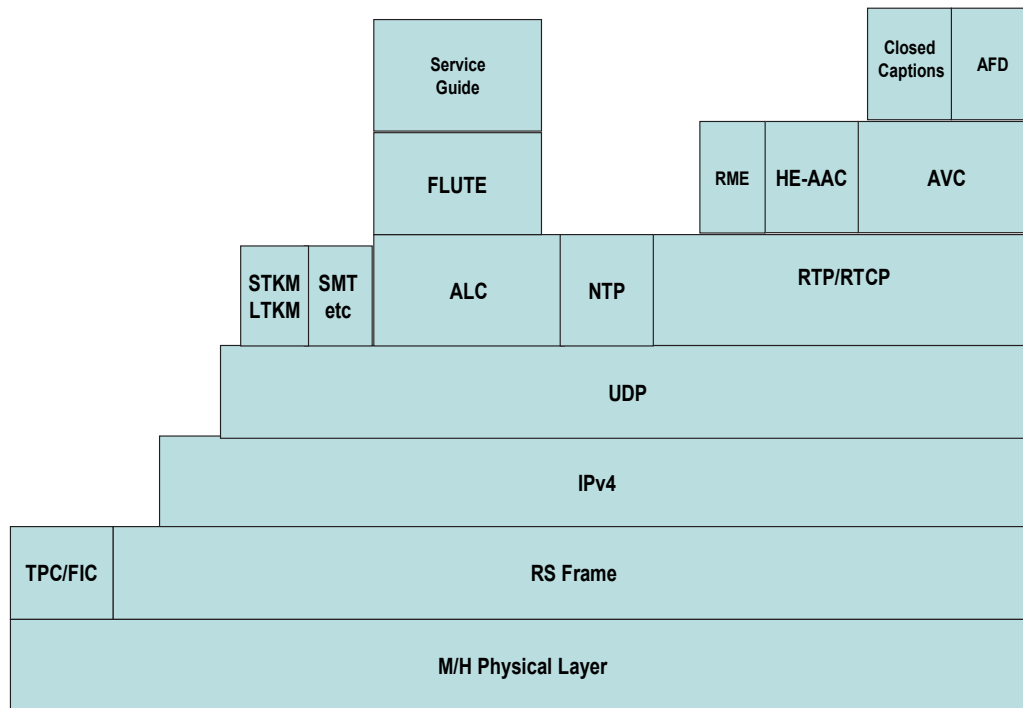 Service
Guide
Closed
Captions
AFD
FLUTE
RME
HE-AAC
AVC
STKM
LTKM
SMT
etc
ALC
NTP
RTP/RTCP
UDP
IPv4
TPC/FIC
RS Frame
M/H Physical Layer